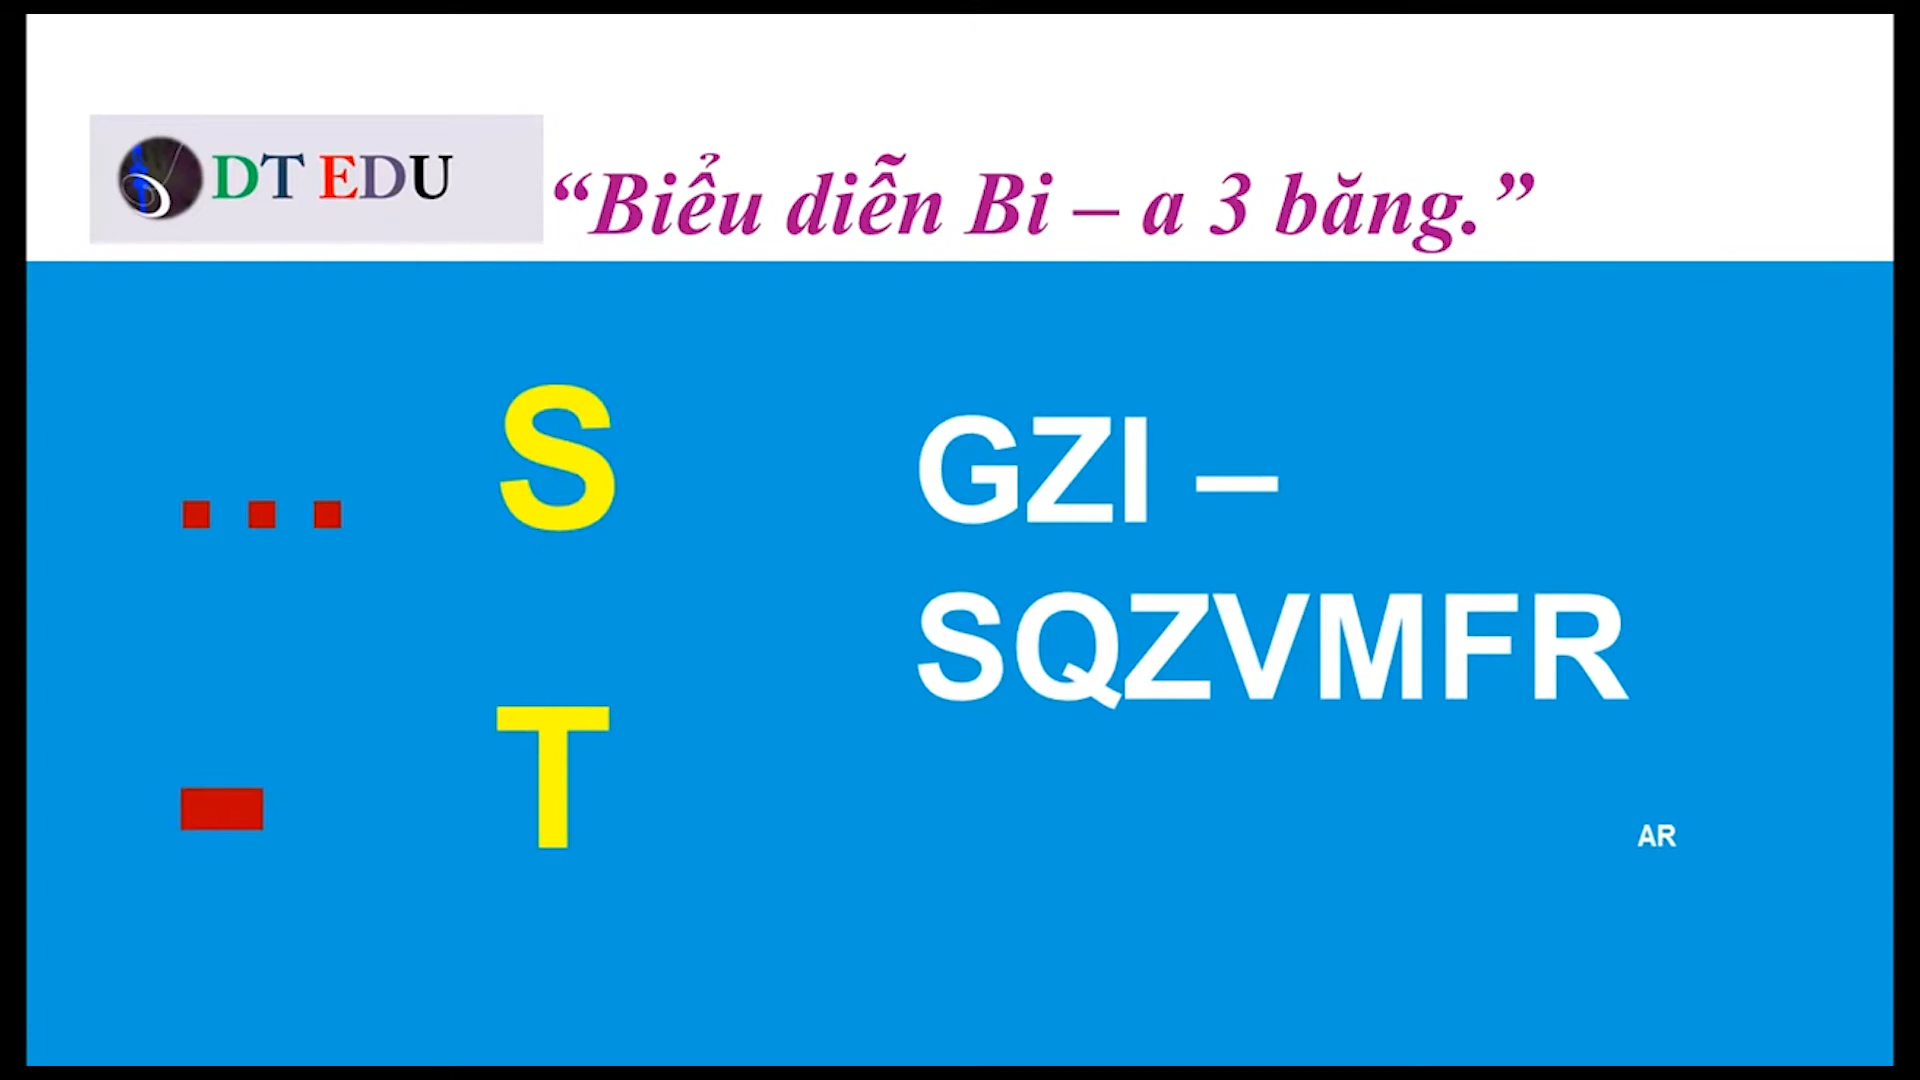 DT EDU
“Biểu diễn Bi – a 3 băng.”
... S
GZI –
SQZVMFR
- T
AR